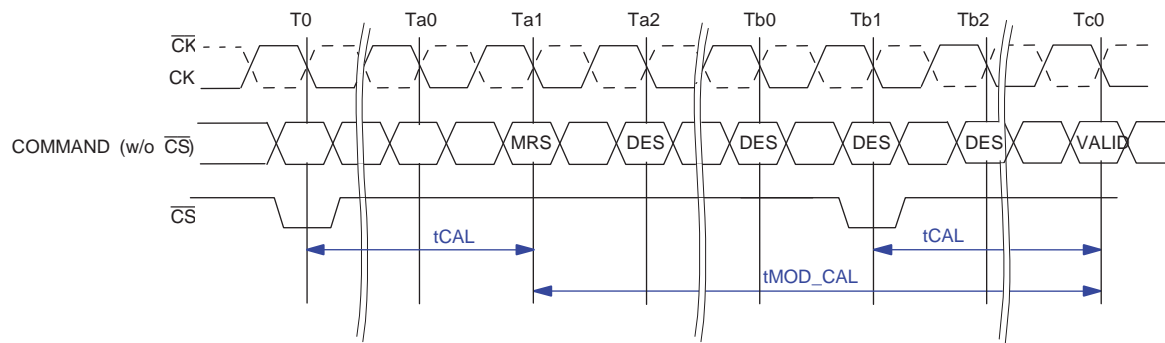 T0 Ta0 Ta1 Ta2 Tb0 Tb1 Tb2 Tc0
CK
CK
COMMAND (w/o CS) MRS DES DES DES DES VALID
CS
tCAL tCAL
tMOD_CAL